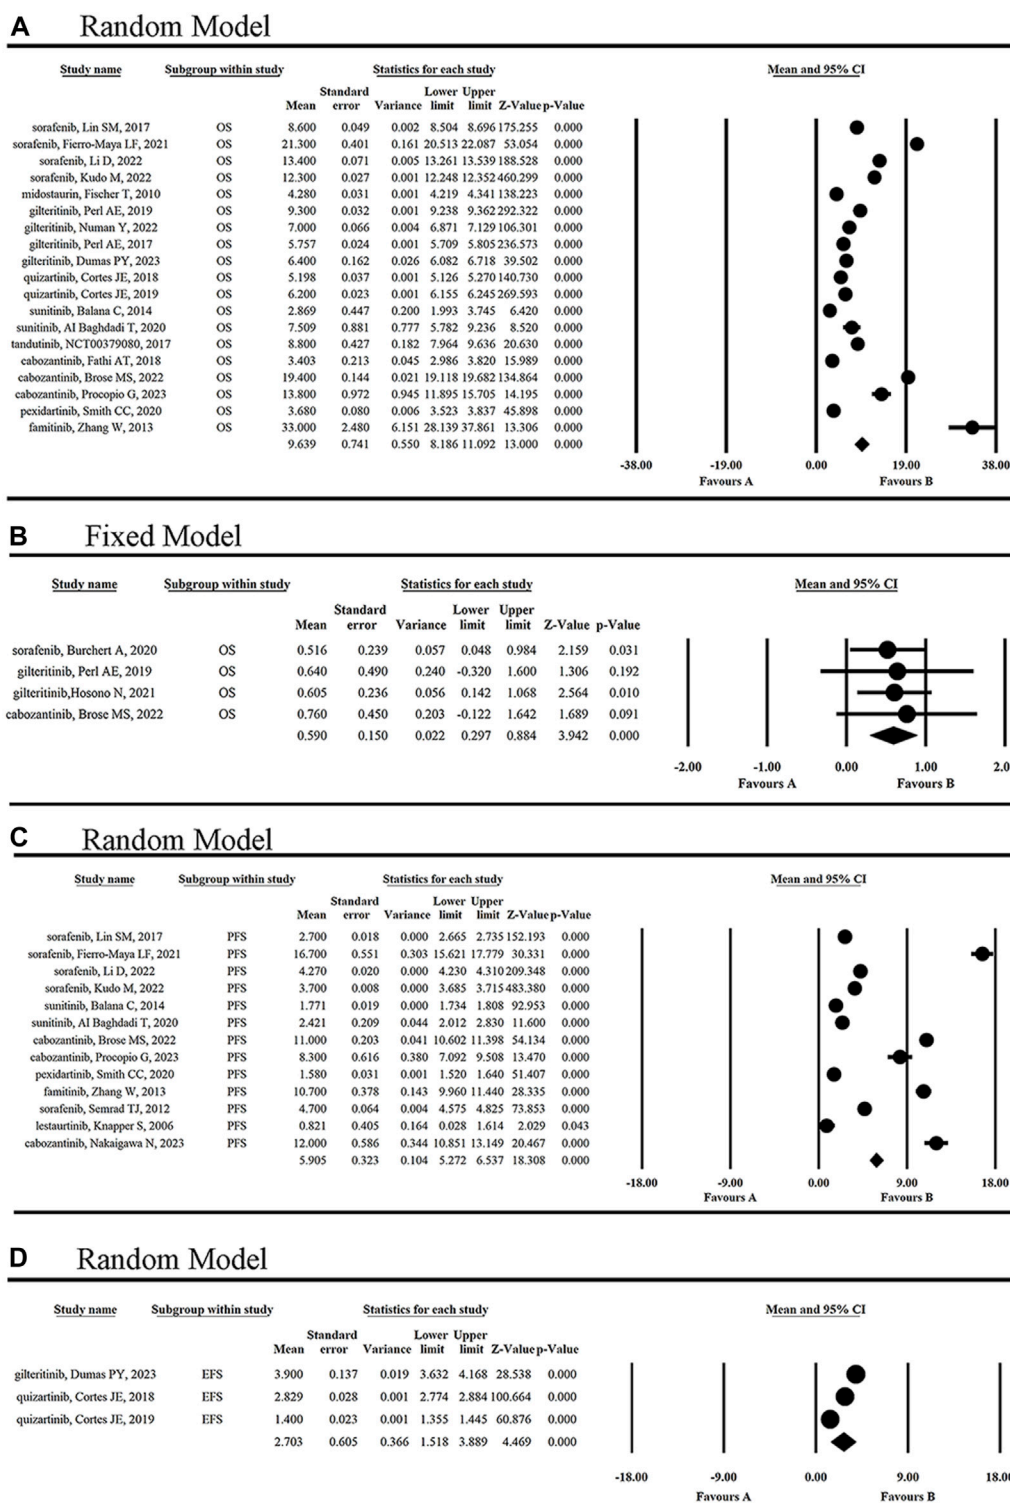 A Random Model
Study name Subgroup within study Statistics for each study Mean and 95% CI
Standard Lower Upper
Mean error Variance limit limit Z-Value p-Value
sorafenib, Lin SM, 2017 OS 8.600 0.049 0.002 8.504 8.696 175.255 0.000
sorafenib, Fierro-Maya LF, 2021 OS 21.300 0.401 0.161 20.513 22.087 53.054 0.000
sorafenib, Li D, 2022 OS 13.400 0.071 0.005 13.261 13.539 188.528 0.000
sorafenib, Kudo M, 2022 OS 12.300 0.027 0.001 12.248 12.352 460.299 0.000
midostaurin, Fischer T, 2010 OS 4.280 0.031 0.001 4.219 4.341 138.223 0.000
gilteritinib, Perl AE, 2019 OS 9.300 0.032 0.001 9.238 9.362 292.322 0.000
gilteritinib, Numan Y, 2022 OS 7.000 0.066 0.004 6.871 7.129 106.301 0.000
gilteritinib, Perl AE, 2017 OS 5.757 0.024 0.001 5.709 5.805 236.573 0.000
gilteritinib, Dumas PY, 2023 OS 6.400 0.162 0.026 6.082 6.718 39.502 0.000
quizartinib, Cortes JE, 2018 OS 5.198 0.037 0.001 5.126 5.270 140.730 0.000
quizartinib, Cortes JE, 2019 OS 6.200 0.023 0.001 6.155 6.245 269.593 0.000
sunitinib, Balana C, 2014 OS 2.869 0.447 0.200 1.993 3.745 6.420 0.000
sunitinib, AI Baghdadi T, 2020 OS 7.509 0.881 0.777 5.782 9.236 8.520 0.000
tandutinib, NCT00379080, 2017 OS 8.800 0.427 0.182 7.964 9.636 20.630 0.000
cabozantinib, Fathi AT, 2018 OS 3.403 0.213 0.045 2.986 3.820 15.989 0.000
cabozantinib, Brose MS, 2022 OS 19.400 0.144 0.021 19.118 19.682 134.864 0.000
cabozantinib, Procopio G, 2023 OS 13.800 0.972 0.945 11.895 15.705 14.195 0.000
pexidartinib, Smith CC, 2020 OS 3.680 0.080 0.006 3.523 3.837 45.898 0.000
famitinib, Zhang W, 2013 OS 33.000 2.480 6.151 28.139 37.861 13.306 0.000
9.639 0.741 0.550 8.186 11.092 13.000 0.000
-38.00 -19.00 0.00 19.00 38.00
Favours A Favours B
B Fixed Model
Study name Subgroup within study Statistics for each study Mean and 95% CI
Standard Lower Upper
Mean error Variance limit limit Z-Value p-Value
sorafenib, Burchert A, 2020 OS 0.516 0.239 0.057 0.048 0.984 2.159 0.031
gilteritinib, Perl AE, 2019 OS 0.640 0.490 0.240 -0.320 1.600 1.306 0.192
gilteritinib,Hosono N, 2021 OS 0.605 0.236 0.056 0.142 1.068 2.564 0.010
cabozantinib, Brose MS, 2022 OS 0.760 0.450 0.203 -0.122 1.642 1.689 0.091
0.590 0.150 0.022 0.297 0.884 3.942 0.000
-2.00 -1.00 0.00 1.00 2.0
Favours A Favours B
C Random Model
Study name Subgroup within study Statistics for each study Mean and 95% CI
Standard Lower Upper
Mean error Variance limit limit Z-Value p-Value
sorafenib, Lin SM, 2017 PFS 2.700 0.018 0.000 2.665 2.735 152.193 0.000
sorafenib, Fierro-Maya LF, 2021 PFS 16.700 0.551 0.303 15.621 17.779 30.331 0.000
sorafenib, Li D, 2022 PFS 4.270 0.020 0.000 4.230 4.310 209.348 0.000
sorafenib, Kudo M, 2022 PFS 3.700 0.008 0.000 3.685 3.715 483.380 0.000
sunitinib, Balana C, 2014 PFS 1.771 0.019 0.000 1.734 1.808 92.953 0.000
sunitinib, AI Baghdadi T, 2020 PFS 2.421 0.209 0.044 2.012 2.830 11.600 0.000
cabozantinib, Brose MS, 2022 PFS 11.000 0.203 0.041 10.602 11.398 54.134 0.000
cabozantinib, Procopio G, 2023 PFS 8.300 0.616 0.380 7.092 9.508 13.470 0.000
pexidartinib, Smith CC, 2020 PFS 1.580 0.031 0.001 1.520 1.640 51.407 0.000
famitinib, Zhang W, 2013 PFS 10.700 0.378 0.143 9.960 11.440 28.335 0.000
sorafenib, Semrad TJ, 2012 PFS 4.700 0.064 0.004 4.575 4.825 73.853 0.000
lestaurtinib, Knapper S, 2006 PFS 0.821 0.405 0.164 0.028 1.614 2.029 0.043
cabozantinib, Nakaigawa N, 2023 PFS 12.000 0.586 0.344 10.851 13.149 20.467 0.000
5.905 0.323 0.104 5.272 6.537 18.308 0.000
-18.00 -9.00 0.00 9.00 18.00
Favours A Favours B
D Random Model
Study name Subgroup within study Statistics for each study Mean and 95% CI
Standard Lower Upper
Mean error Variance limit limit Z-Value p-Value
gilteritinib, Dumas PY, 2023 EFS 3.900 0.137 0.019 3.632 4.168 28.538 0.000
quizartinib, Cortes JE, 2018 EFS 2.829 0.028 0.001 2.774 2.884 100.664 0.000
quizartinib, Cortes JE, 2019 EFS 1.400 0.023 0.001 1.355 1.445 60.876 0.000
2.703 0.605 0.366 1.518 3.889 4.469 0.000
-18.00 -9.00 0.00 9.00 18.00
Favours A Favours B